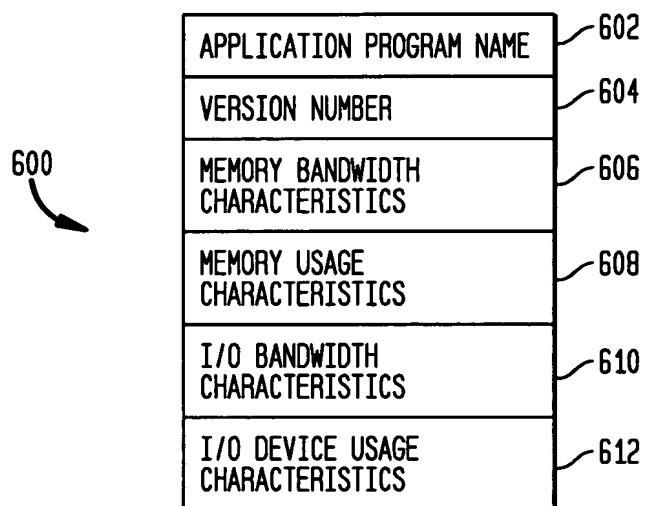 APPLICATION PROGRAM NAME
602
VERSION NUMBER
604
600
MEMORY BANDWIDTH
CHARACTERISTICS
606
MEMORY USAGE
CHARACTERISTICS
608
I/O BANDWIDTH
CHARACTERISTICS
610
I/O DEVICE USAGE
CHARACTERISTICS
612